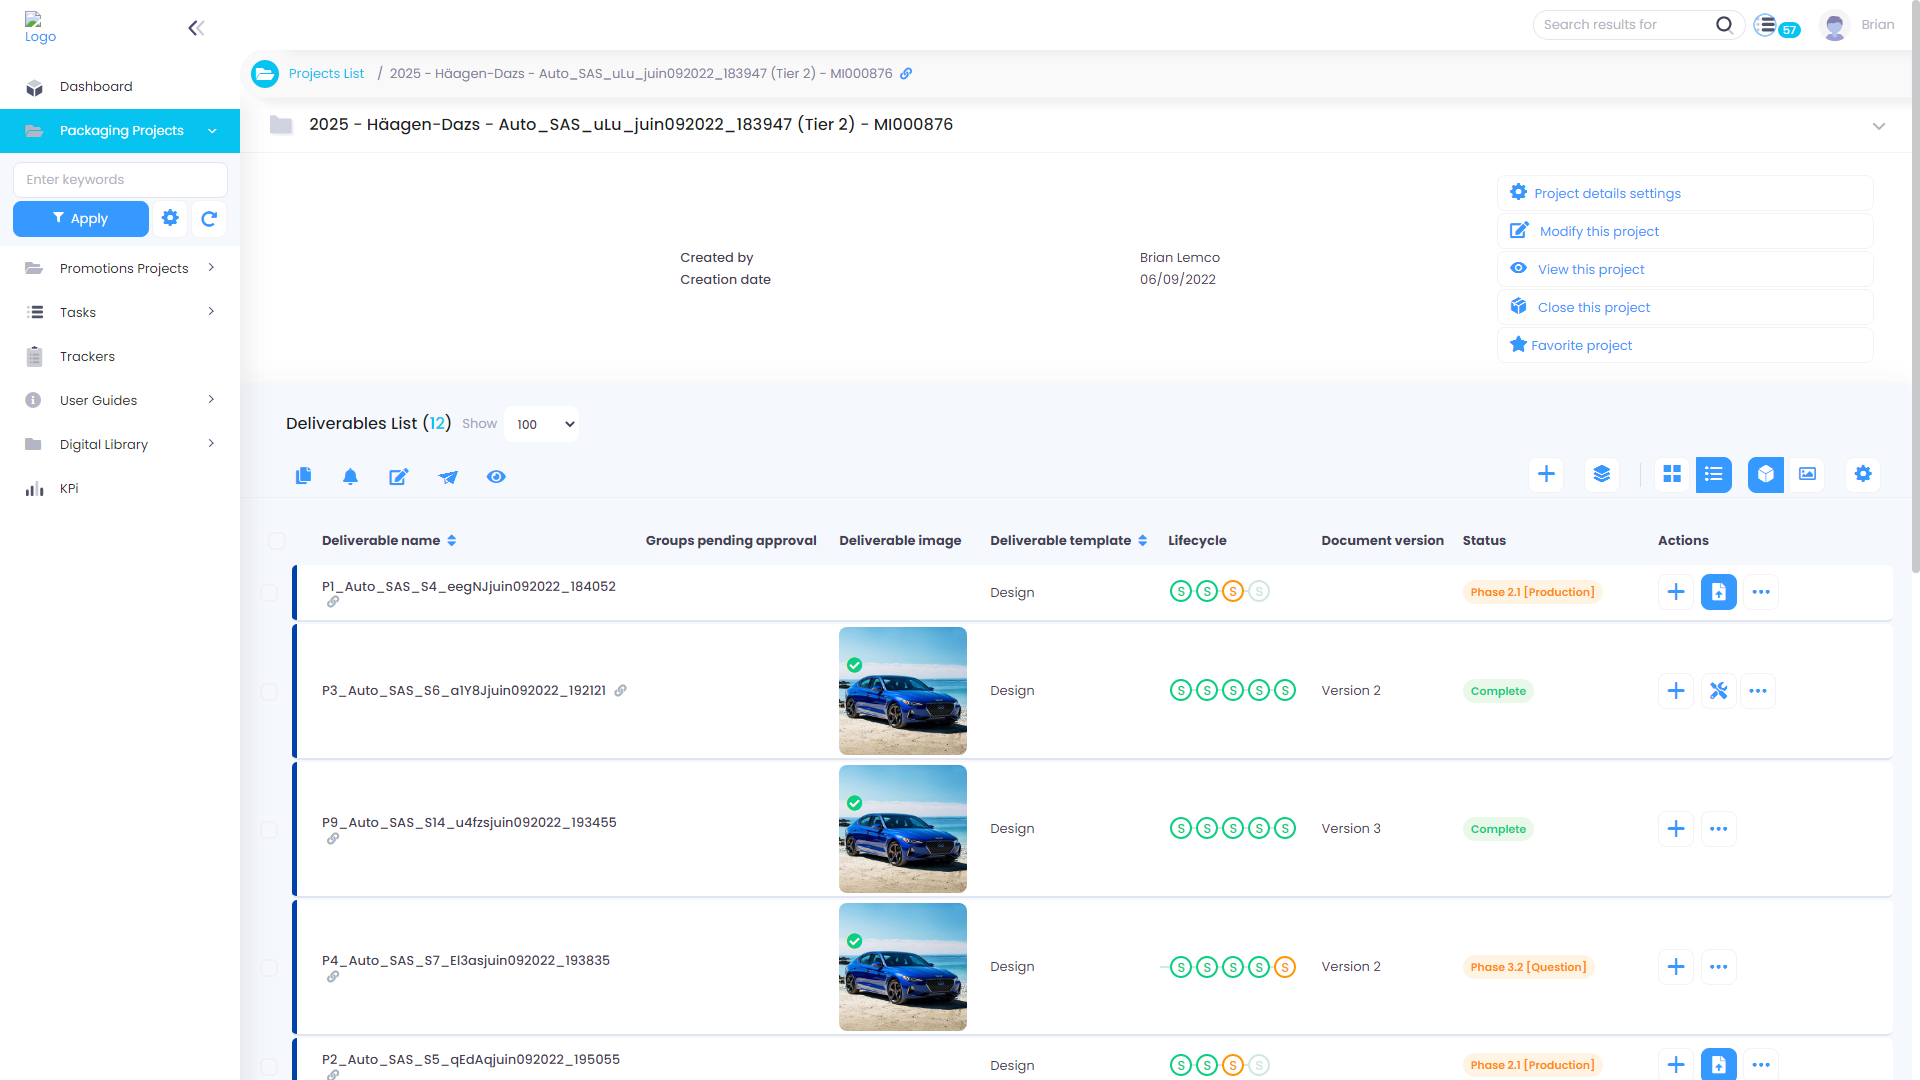 Logo
Search results for
57
Brian
Dashboard
Packaging Projects
Enter keywords
Apply
Promotions Projects
Tasks
Trackers
User Guides
Digital Library
KPi
Projects List / 2025 - Häagen-Dazs - Auto_SAS_uLu_juin092022_183947 (Tier 2) - MI000876
2025 - Häagen-Dazs - Auto_SAS_uLu_juin092022_183947 (Tier 2) - MI000876
Created by Brian Lemco
Creation date 06/09/2022
Project details settings
Modify this project
View this project
Close this project
Favorite project
Deliverables List (12) Show 100
Deliverable name Groups pending approval Deliverable image Deliverable template Lifecycle Document version Status Actions
P1_Auto_SAS_S4_eegNJjuin092022_184052 Design S S S S Phase 2.1 [Production]
P3_Auto_SAS_S6_a1Y8Jjuin092022_192121 Design S S S S S Version 2 Complete
P9_Auto_SAS_S14_u4fzsjuin092022_193455 Design S S S S S Version 3 Complete
P4_Auto_SAS_S7_El3asjuin092022_193835 Design S S S S S Version 2 Phase 3.2 [Question]
P2_Auto_SAS_S5_qEdAqjuin092022_195055 Design S S S S Phase 2.1 [Production]